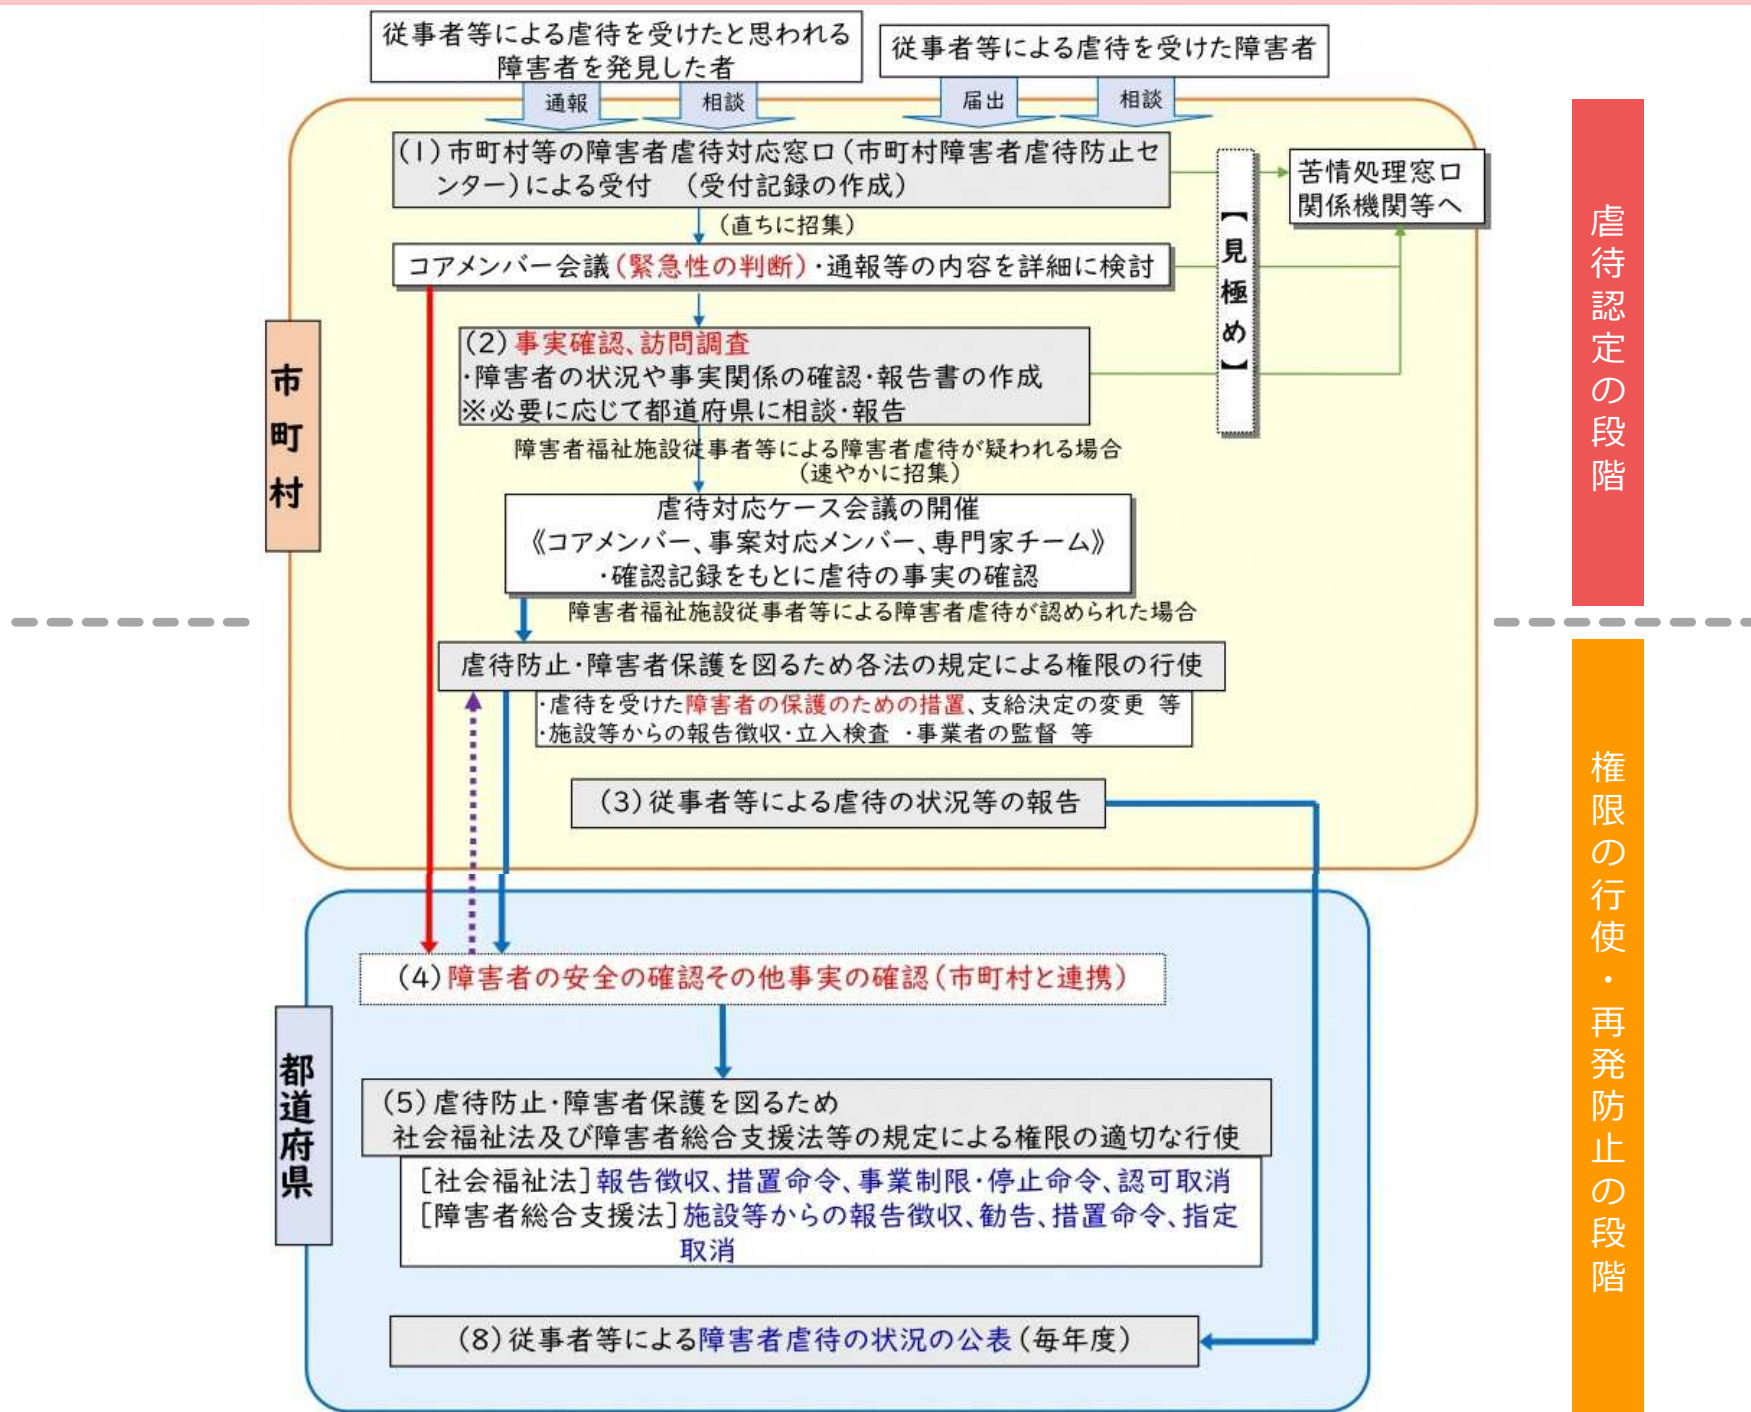 従事者等による虐待を受けたと思われる
障害者を発見した者
従事者等による虐待を受けた障害者
通報
相談
届出
相談
(1)市町村等の障害者虐待対応窓口(市町村障害者虐待防止セ
ンター)による受付 (受付記録の作成)
(直ちに招集)
コアメンバー会議(緊急性の判断)・通報等の内容を詳細に検討
(2)事実確認、訪問調査
・障害者の状況や事実関係の確認・報告書の作成
※必要に応じて都道府県に相談・報告
【見極め】
苦情処理窓口
関係機関等へ
障害者福祉施設従事者等による障害者虐待が疑われる場合
(速やかに招集)
虐待対応ケース会議の開催
《コアメンバー、事案対応メンバー、専門家チーム》
・確認記録をもとに虐待の事実の確認
障害者福祉施設従事者等による障害者虐待が認められた場合
虐待防止・障害者保護を図るため各法の規定による権限の行使
・虐待を受けた障害者の保護のための措置、支給決定の変更 等
・施設等からの報告徴収・立入検査 ・事業者の監督 等
(3)従事者等による虐待の状況等の報告
市町村
(4)障害者の安全の確認その他事実の確認(市町村と連携)
(5)虐待防止・障害者保護を図るため
社会福祉法及び障害者総合支援法等の規定による権限の適切な行使
[社会福祉法]報告徴収、措置命令、事業制限・停止命令、認可取消
[障害者総合支援法]施設等からの報告徴収、勧告、措置命令、指定
取消
(8)従事者等による障害者虐待の状況の公表(毎年度)
都道府県
虐待認定の段階
権限の行使・再発防止の段階